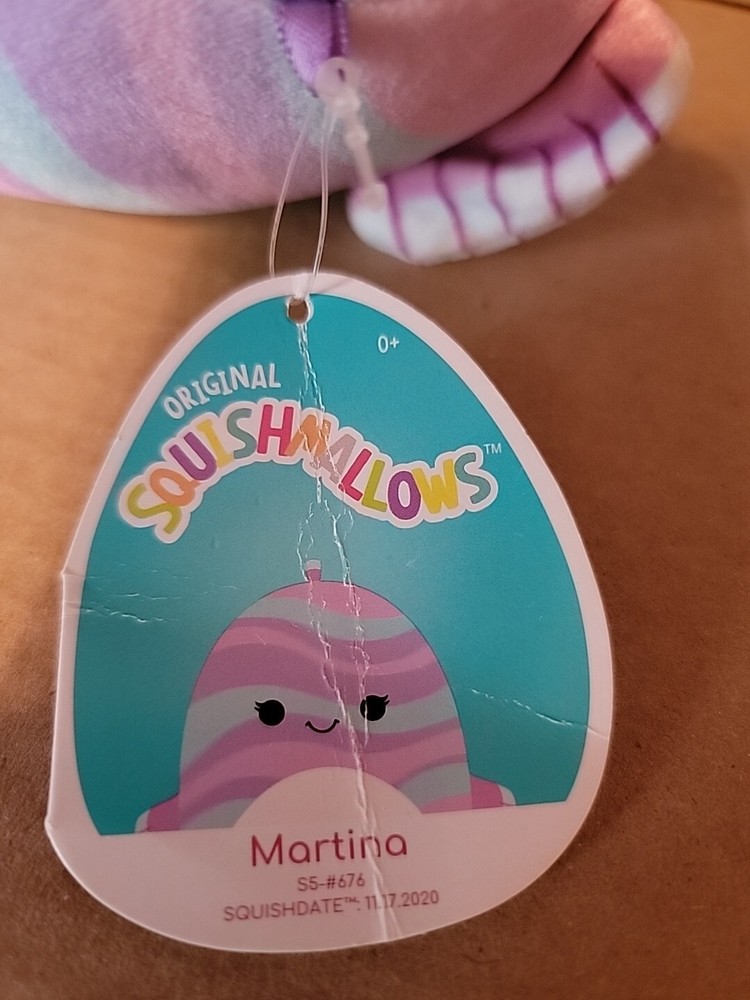 0+
ORIGINAL
SQUISHMALLOWS™
Martina
S5-#676
SQUISHDATE™: 11.17.2020